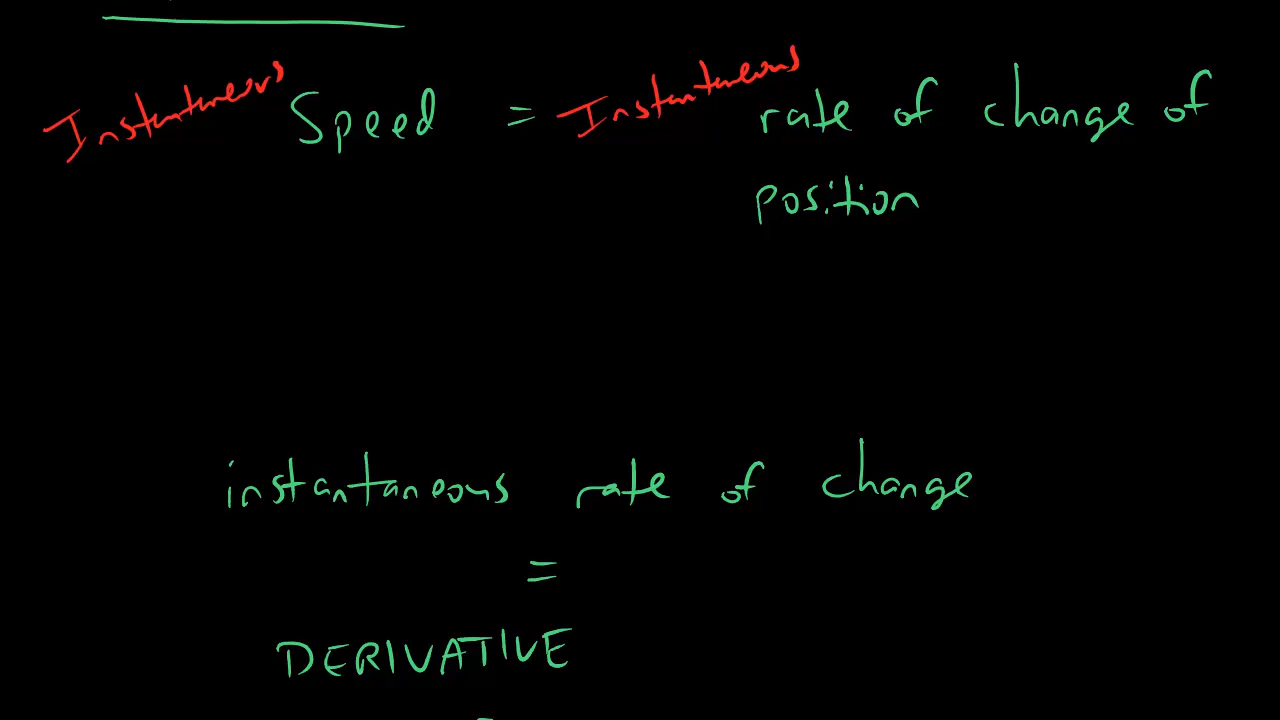 Instantaneous Speed = Instantaneous rate of change of
position
instantaneous rate of change
=
DERIVATIVE